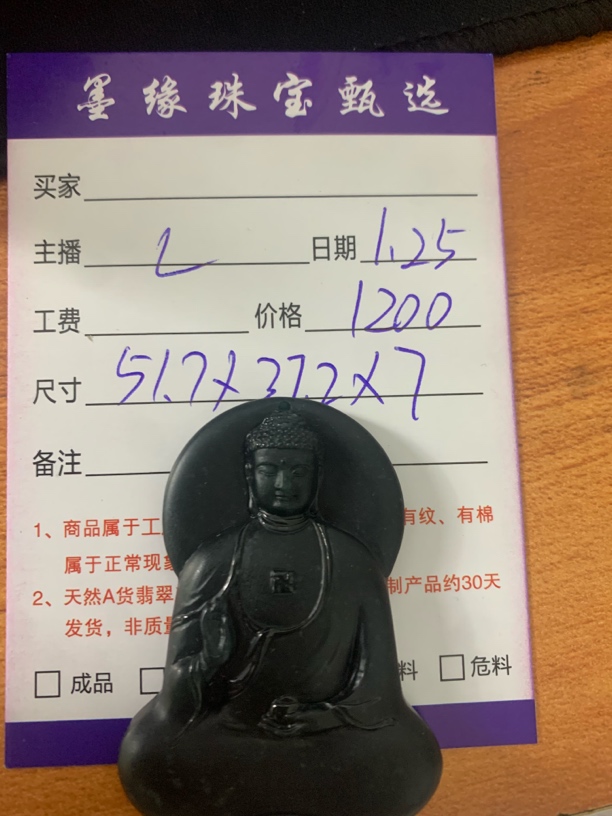 墨缘珠宝甄选
买家
主播 L 日期 1.25
工费 价格 1200
尺寸 51.7X37.2X7
备注
1、商品属于工 有纹、有棉
属于正常现象
2、天然A货翡翠 制产品约30天
发货，非质量
成品 料 危料
卍